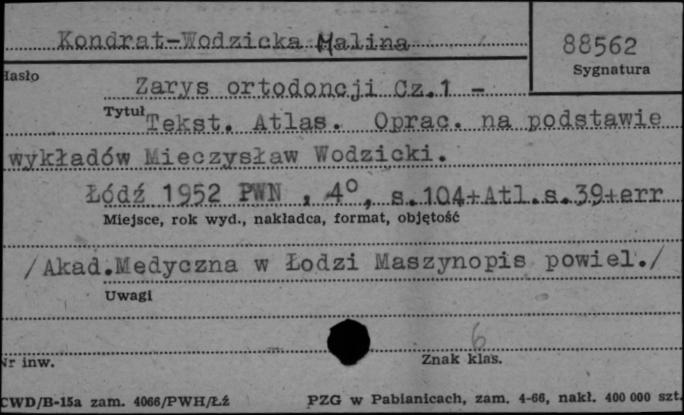 Kondrat-Wodzicka Halina
88562
Hasło
Sygnatura
Zarys ortodoncji Cz.1 -
Tytuł Tekst. Atlas. Oprac. na podstawie
wykładów Mieczysław Wodzicki.
Łódź 1952 PWN , 4°, s.104+Atl.s.39+err
Miejsce, rok wyd., nakładca, format, objętość
/Akad.Medyczna w Łodzi Maszynopis powiel./
Uwagi
6
Nr inw.
Znak klas.
CWD/B-15a zam. 4066/PWH/Łź
PZG w Pabianicach, zam. 4-66, nakł. 400 000 szt.